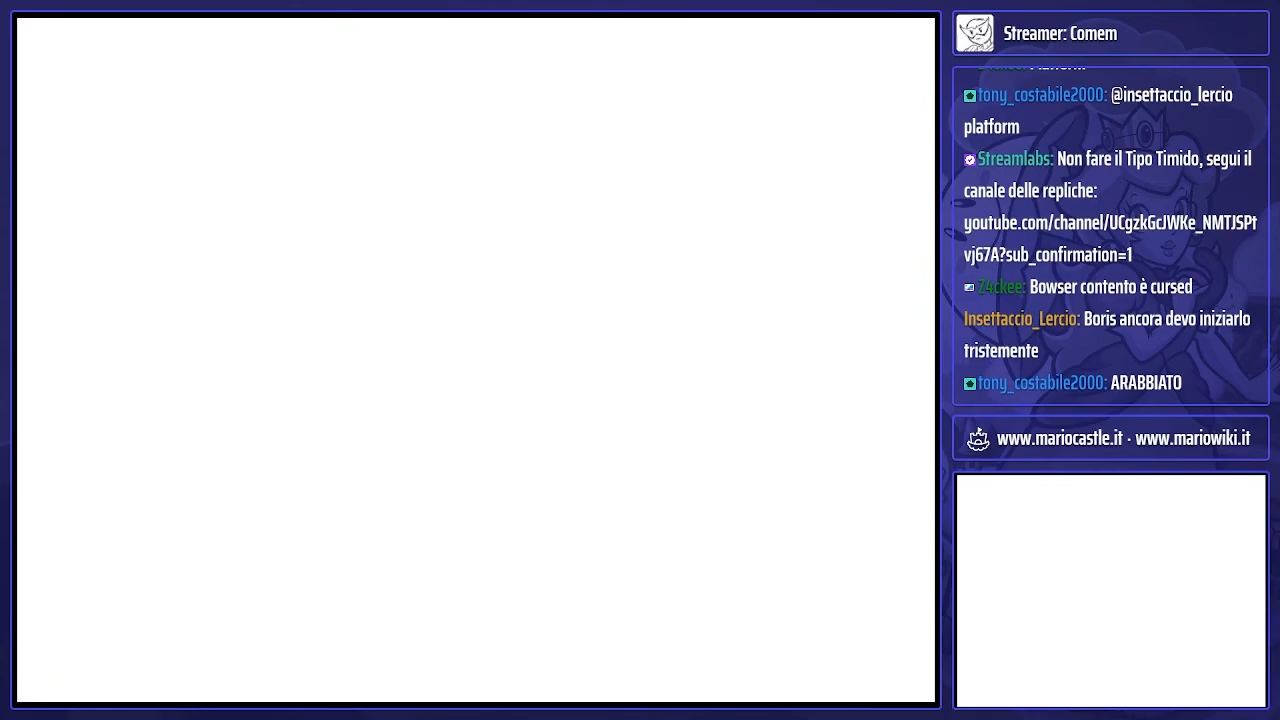 Streamer: Comem
tony_costabile2000: @insettaccio_lercio
platform
Streamlabs: Non fare il Tipo Timido, segui il
canale delle repliche:
youtube.com/channel/UCgzkGcJWKe_NMTJSPt
vj67A?sub_confirmation=1
Z4ckee: Bowser contento è cursed
Insettaccio_Lercio: Boris ancora devo iniziarlo
tristemente
tony_costabile2000: ARABBIATO
www.mariocastle.it · www.mariowiki.it